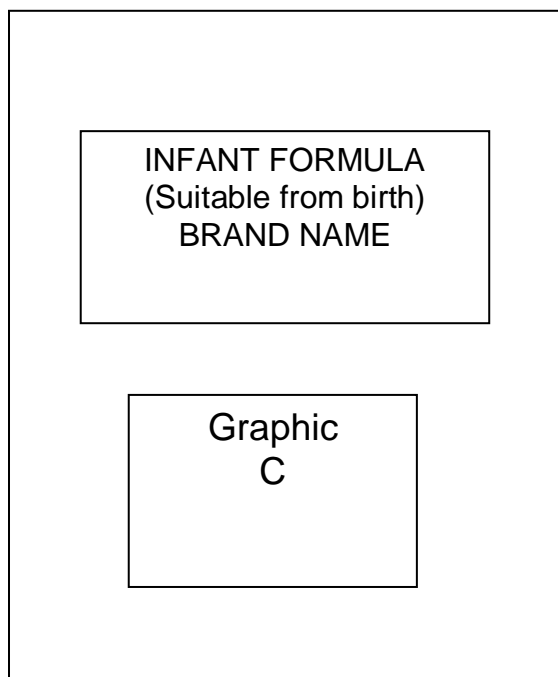 INFANT FORMULA
(Suitable from birth)
BRAND NAME
Graphic
C